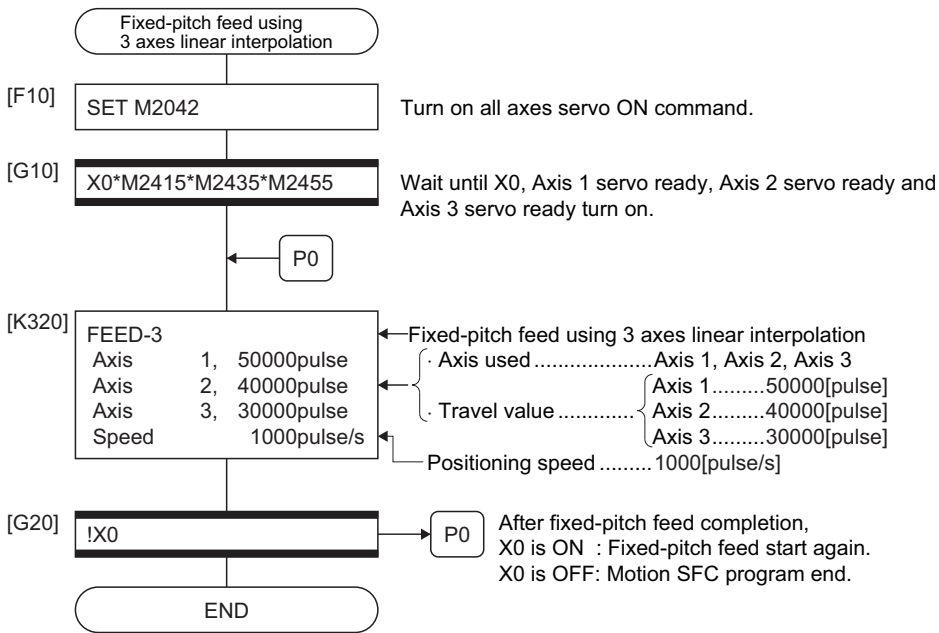 Fixed-pitch feed using
3 axes linear interpolation
[F10]
SET M2042
Turn on all axes servo ON command.
[G10]
X0*M2415*M2435*M2455
Wait until X0, Axis 1 servo ready, Axis 2 servo ready and
Axis 3 servo ready turn on.
P0
[K320]
FEED-3
Axis 1, 50000pulse
Axis 2, 40000pulse
Axis 3, 30000pulse
Speed 1000pulse/s
Fixed-pitch feed using 3 axes linear interpolation
· Axis used ....................Axis 1, Axis 2, Axis 3
· Travel value .............
Axis 1.........50000[pulse]
Axis 2.........40000[pulse]
Axis 3.........30000[pulse]
Positioning speed .........1000[pulse/s]
[G20]
!X0
P0
After fixed-pitch feed completion,
X0 is ON : Fixed-pitch feed start again.
X0 is OFF: Motion SFC program end.
END